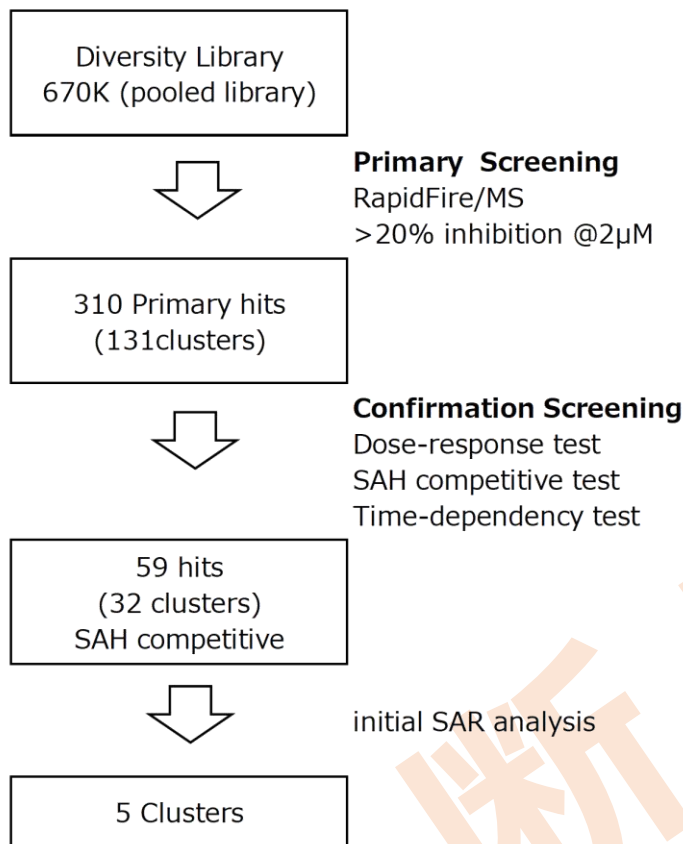 Diversity Library
670K (pooled library)
Primary Screening
RapidFire/MS
>20% inhibition @2μM
310 Primary hits
(131clusters)
Confirmation Screening
Dose-response test
SAH competitive test
Time-dependency test
59 hits
(32 clusters)
SAH competitive
initial SAR analysis
5 Clusters
断